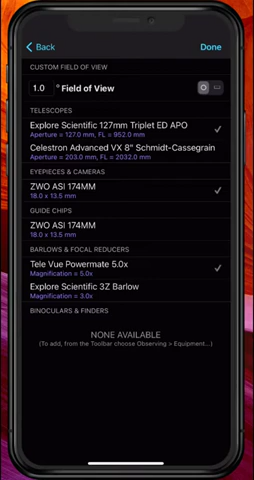 Back
Done
CUSTOM FIELD OF VIEW
1.0 ° Field of View
TELESCOPES
Explore Scientific 127mm Triplet ED APO
Aperture = 127.0 mm, FL = 952.0 mm
Celestron Advanced VX 8" Schmidt-Cassegrain
Aperture = 203.0 mm, FL = 2032.0 mm
EYEPIECES & CAMERAS
ZWO ASI 174MM
18.0 x 13.5 mm
GUIDE CHIPS
ZWO ASI 174MM
18.0 x 13.5 mm
BARLOWS & FOCAL REDUCERS
Tele Vue Powermate 5.0x
Magnification = 5.0x
Explore Scientific 3Z Barlow
Magnification = 3.0x
BINOCULARS & FINDERS
NONE AVAILABLE
(To add, from the Toolbar choose Observing > Equipment...)